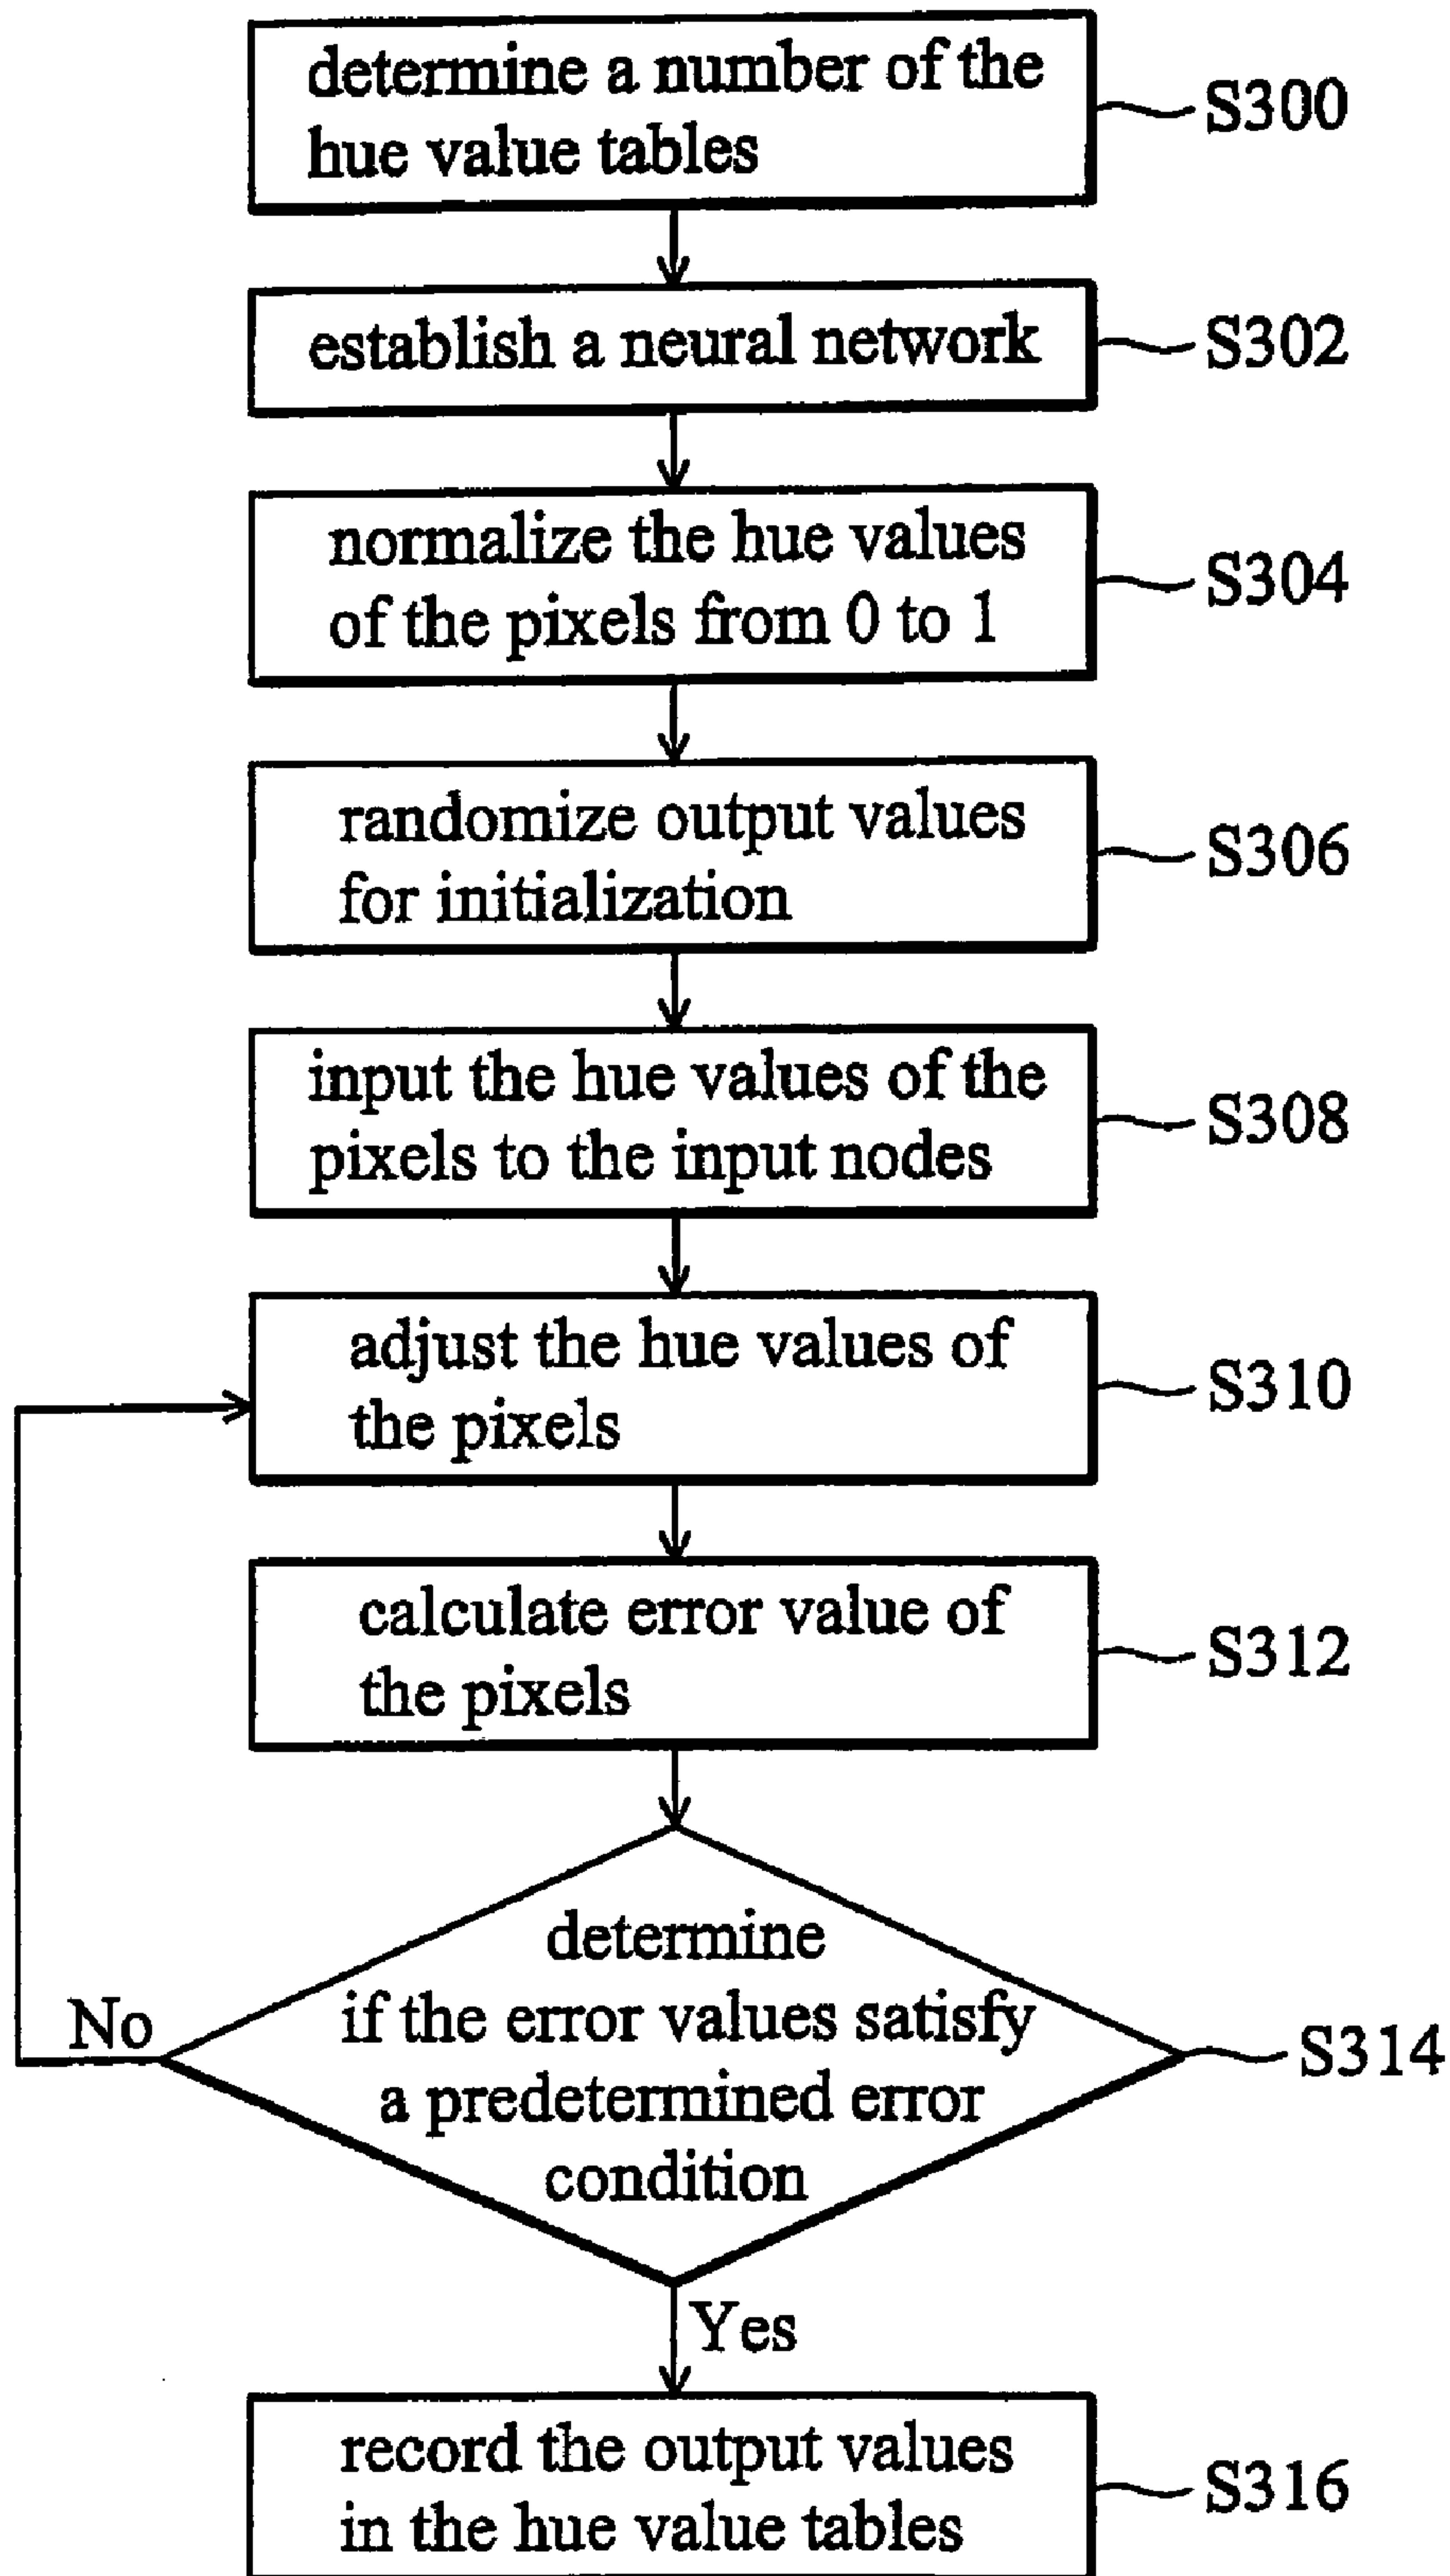 determine a number of the
hue value tables
S300
establish a neural network
S302
normalize the hue values
of the pixels from 0 to 1
S304
randomize output values
for initialization
S306
input the hue values of the
pixels to the input nodes
S308
adjust the hue values of
the pixels
S310
calculate error value of
the pixels
S312
determine
if the error values satisfy
a predetermined error
condition
S314
No
Yes
record the output values
in the hue value tables
S316